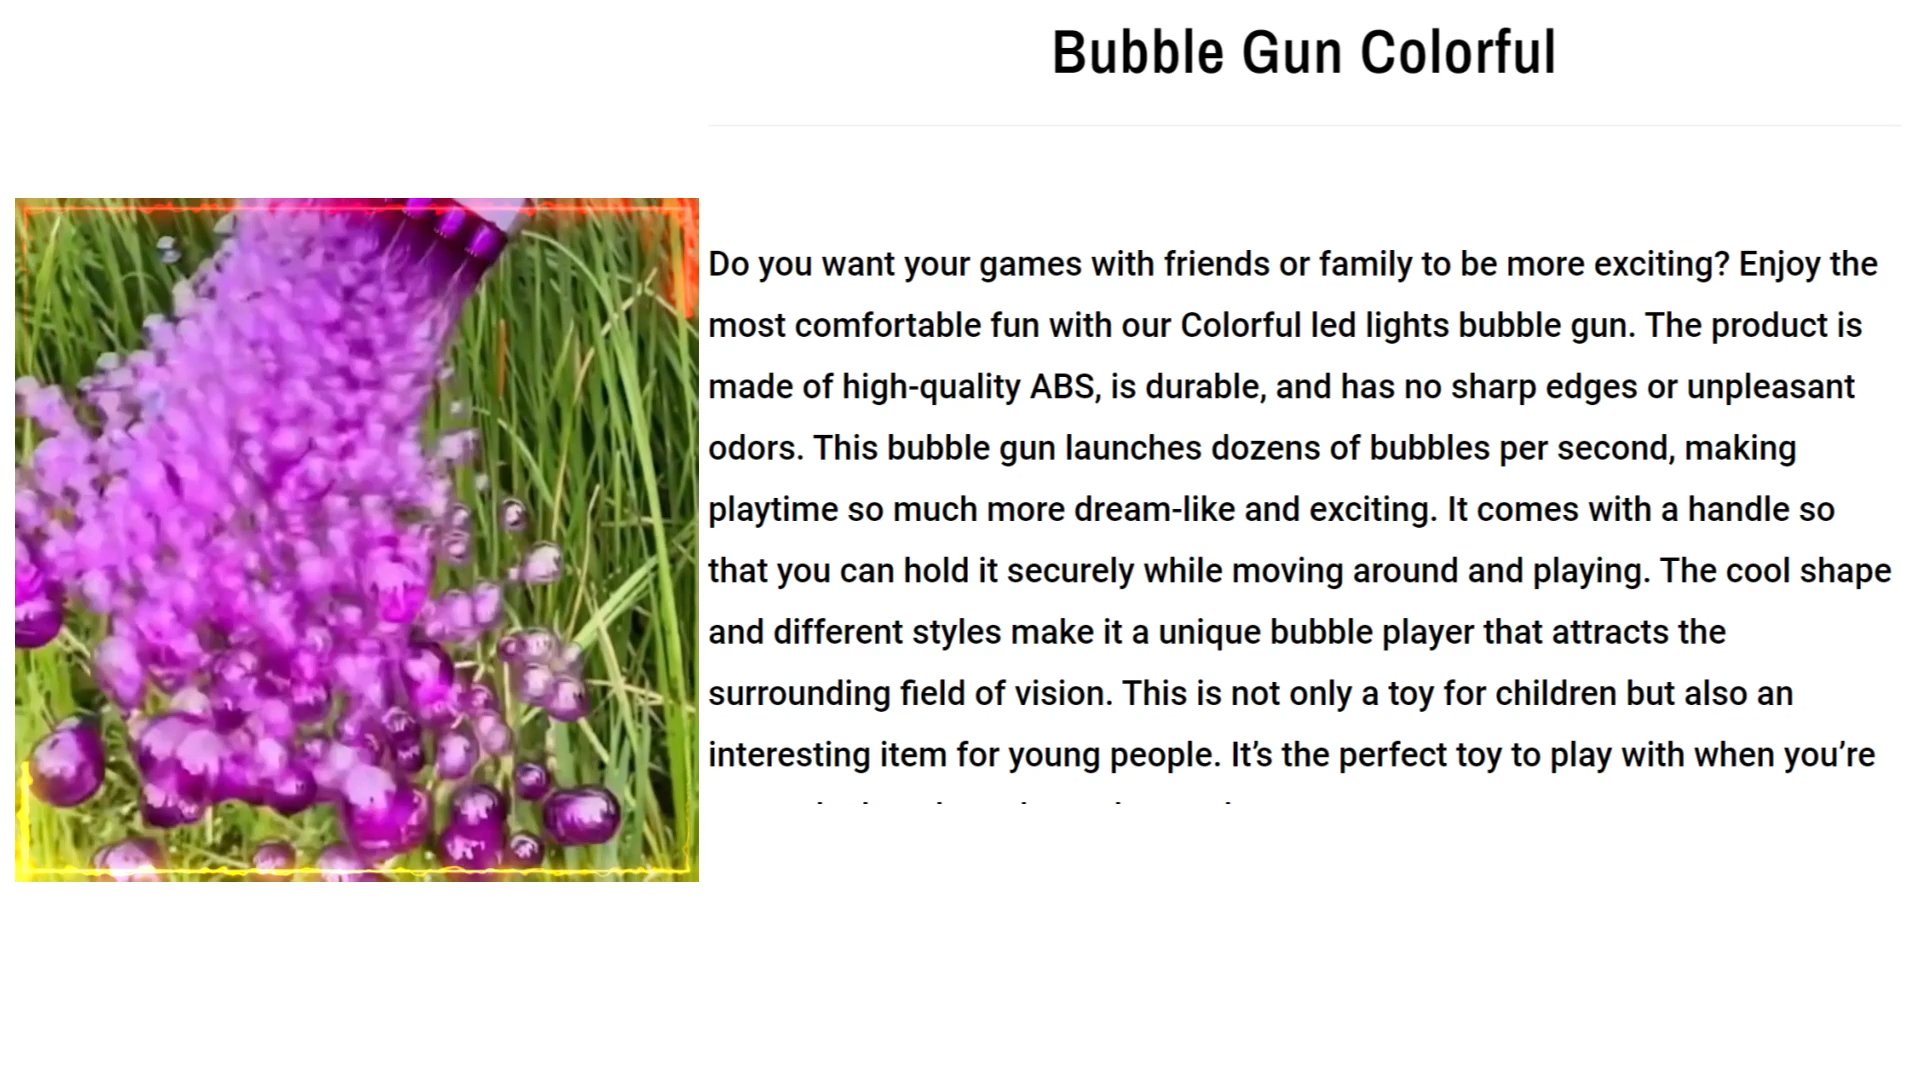 Bubble Gun Colorful
Do you want your games with friends or family to be more exciting? Enjoy the
most comfortable fun with our Colorful led lights bubble gun. The product is
made of high-quality ABS, is durable, and has no sharp edges or unpleasant
odors. This bubble gun launches dozens of bubbles per second, making
playtime so much more dream-like and exciting. It comes with a handle so
that you can hold it securely while moving around and playing. The cool shape
and different styles make it a unique bubble player that attracts the
surrounding field of vision. This is not only a toy for children but also an
interesting item for young people. It’s the perfect toy to play with when you’re